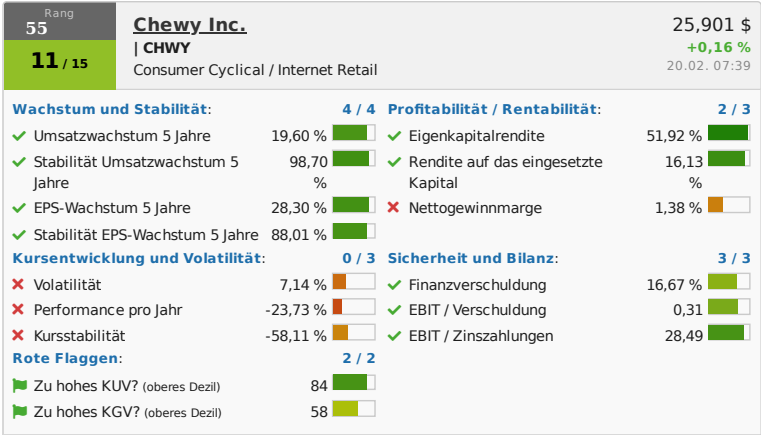 Rang
55
11 / 15
Chewy Inc.
| CHWY
Consumer Cyclical / Internet Retail
25,901 $
+0,16 %
20.02. 07:39
Wachstum und Stabilität: 4 / 4
Umsatzwachstum 5 Jahre 19,60 %
Stabilität Umsatzwachstum 5 98,70
Jahre %
EPS-Wachstum 5 Jahre 28,30 %
Stabilität EPS-Wachstum 5 Jahre 88,01 %
Kursentwicklung und Volatilität: 0 / 3
Volatilität 7,14 %
Performance pro Jahr -23,73 %
Kursstabilität -58,11 %
Rote Flaggen: 2 / 2
Zu hohes KUV? (oberes Dezil) 84
Zu hohes KGV? (oberes Dezil) 58
Profitabilität / Rentabilität: 2 / 3
Eigenkapitalrendite 51,92 %
Rendite auf das eingesetzte 16,13
Kapital %
Nettogewinnmarge 1,38 %
Sicherheit und Bilanz: 3 / 3
Finanzverschuldung 16,67 %
EBIT / Verschuldung 0,31
EBIT / Zinszahlungen 28,49